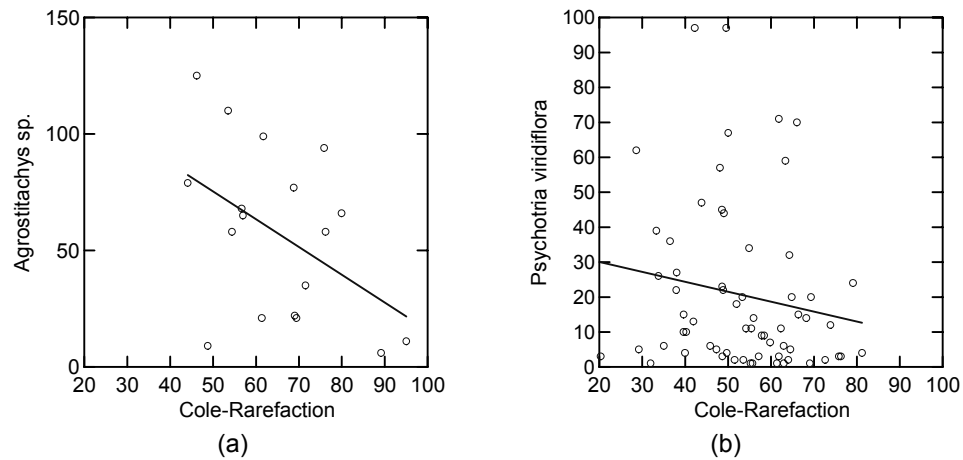 150
100
50
0
Agrostitachys sp.
20 30 40 50 60 70 80 90 100
Cole-Rarefaction
(a)
100
90
80
70
60
50
40
30
20
10
0
Psychotria viridiflora
20 30 40 50 60 70 80 90 100
Cole-Rarefaction
(b)